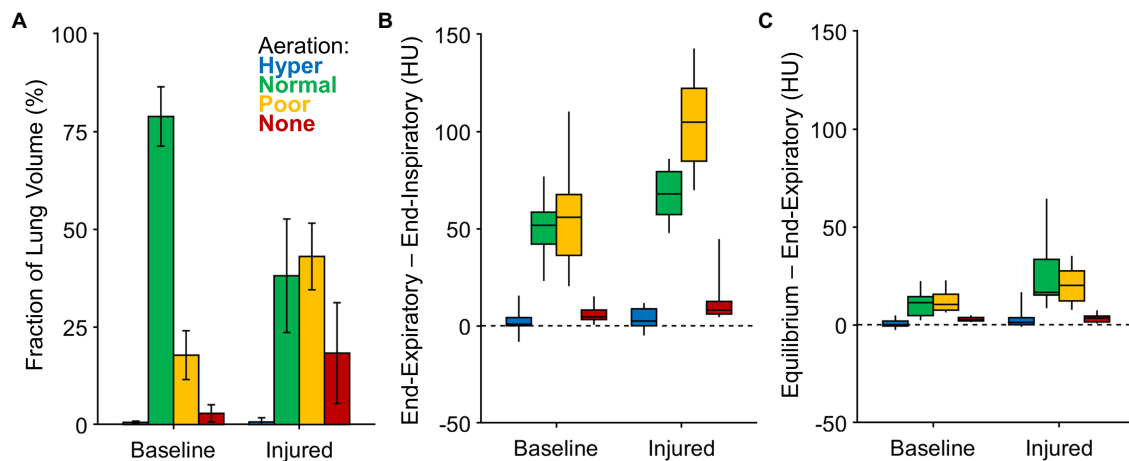 A
Fraction of Lung Volume (%)
100
75
50
25
0
Aeration:
Hyper
Normal
Poor
None
Baseline
Injured
B
End-Expiratory – End-Inspiratory (HU)
150
100
50
0
-50
Baseline
Injured
C
Equilibrium – End-Expiratory (HU)
150
100
50
0
-50
Baseline
Injured